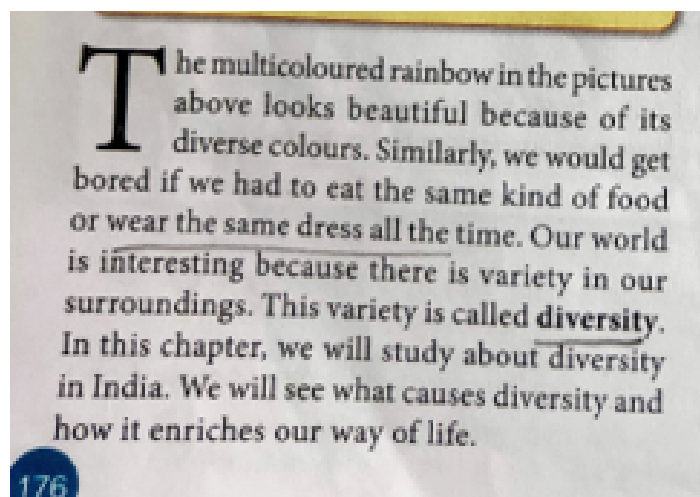 The multicoloured rainbow in the pictures
above looks beautiful because of its
diverse colours. Similarly, we would get
bored if we had to eat the same kind of food
or wear the same dress all the time. Our world
is interesting because there is variety in our
surroundings. This variety is called diversity.
In this chapter, we will study about diversity
in India. We will see what causes diversity and
how it enriches our way of life.
176